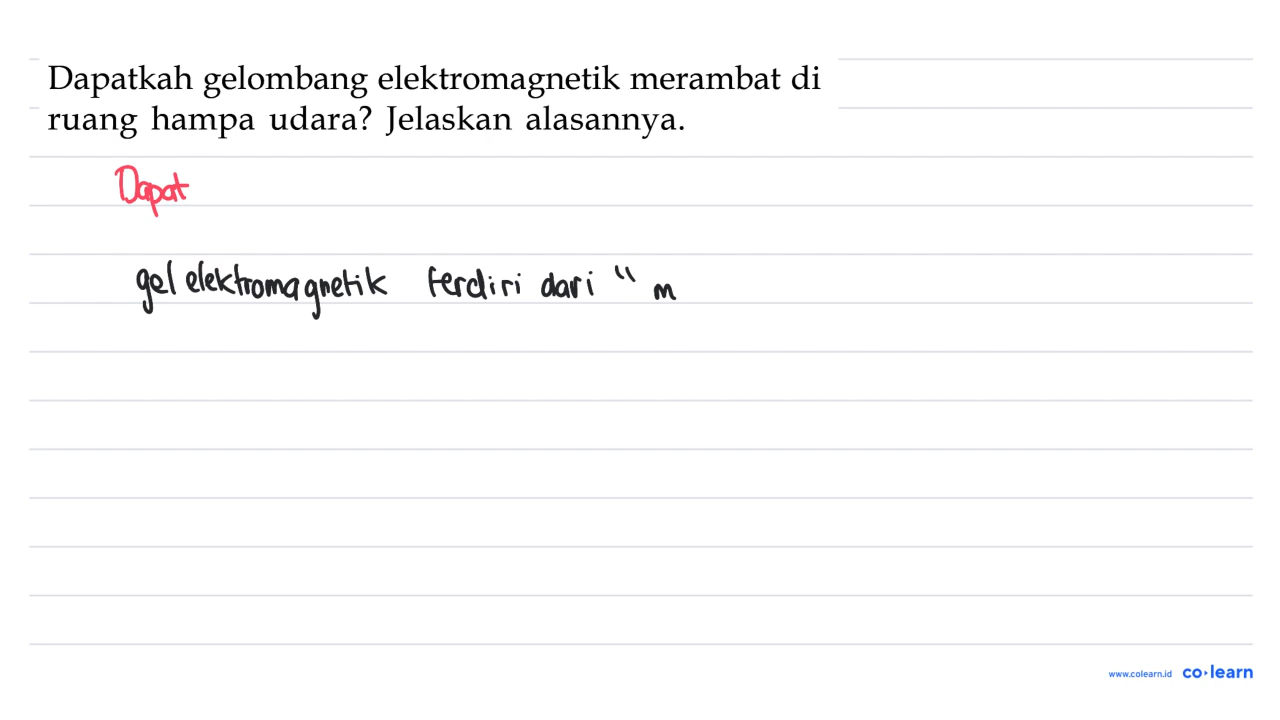 Dapatkah gelombang elektromagnetik merambat di
ruang hampa udara? Jelaskan alasannya.
Dapat
gel elektromagnetik terdiri dari " m
www.colearn.id co·learn